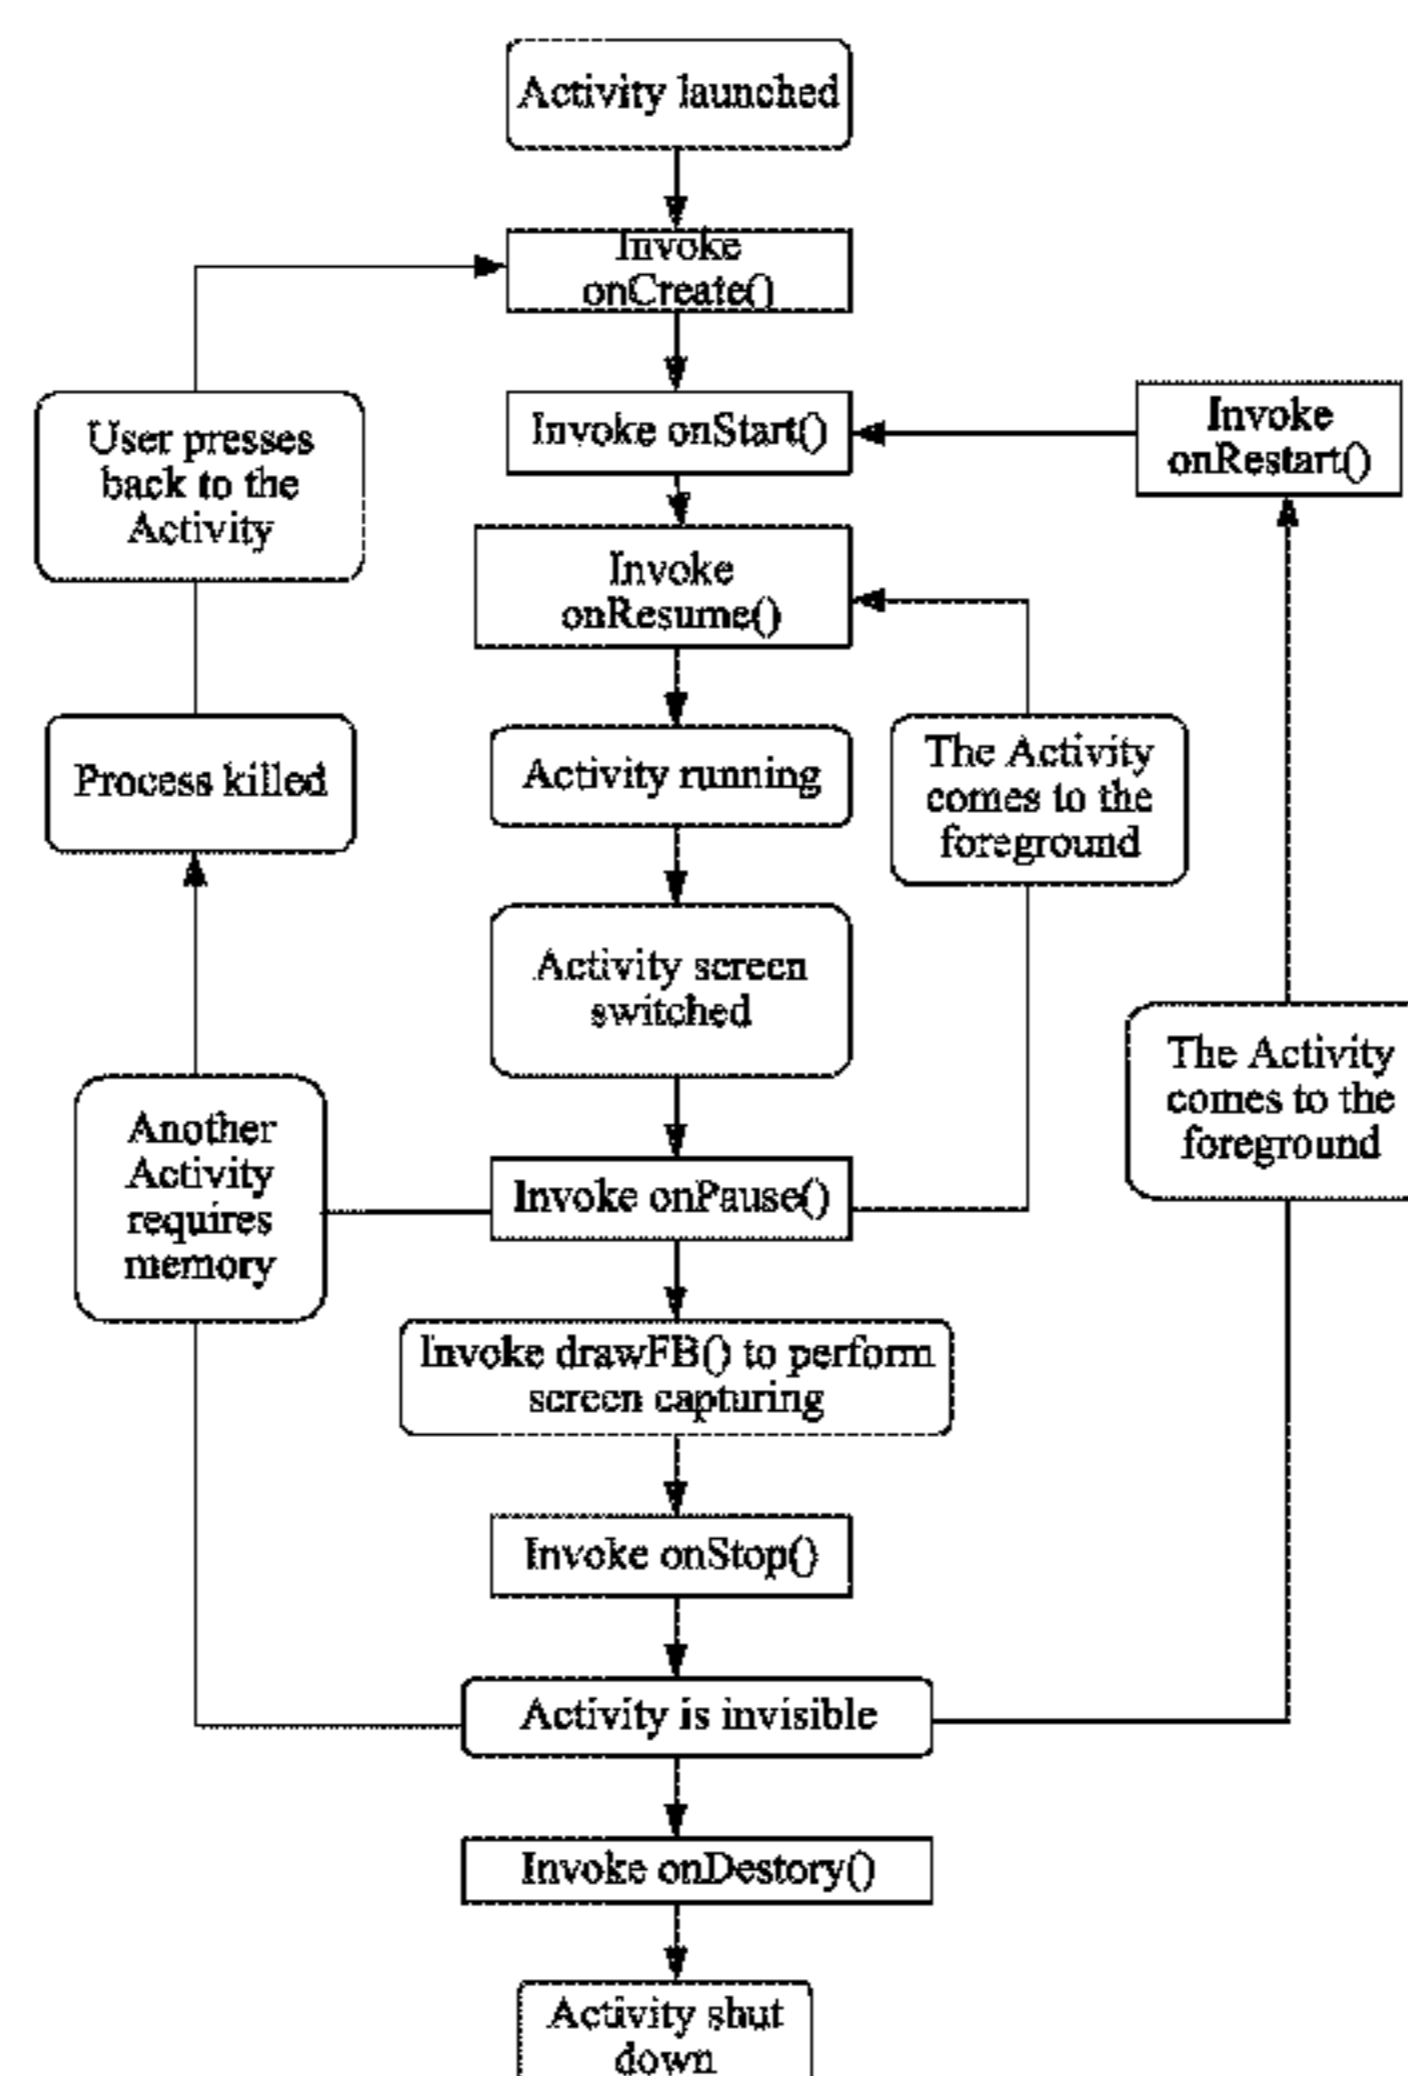 Activity launched
Invoke
onCreate()
Invoke onStart()
Invoke
onRestart()
User presses
back to the
Activity
Invoke
onResume()
Process killed
Activity running
The Activity
comes to the
foreground
Activity screen
switched
The Activity
comes to the
foreground
Another
Activity
requires
memory
Invoke onPause()
Invoke drawFB() to perform
screen capturing
Invoke onStop()
Activity is invisible
Invoke onDestory()
Activity shut
down